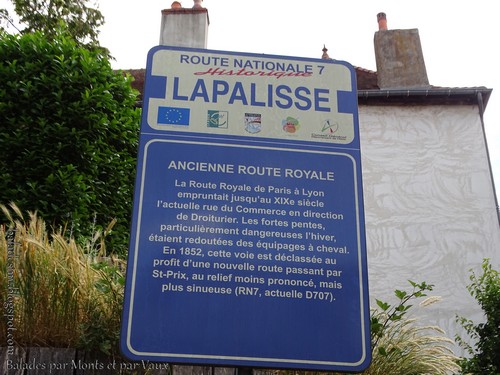 ROUTE NATIONALE 7
Historique
LAPALISSE
ANCIENNE ROUTE ROYALE
La Route Royale de Paris à Lyon
empruntait jusqu'au XIXe siècle
l'actuelle rue du Commerce en direction
de Droiturier. Les fortes pentes,
particulièrement dangereuses l'hiver,
étaient redoutées des équipages à cheval.
En 1852, cette voie est déclassée au
profit d'une nouvelle route passant par
St-Prix, au relief moins prononcé, mais
plus sinueuse (RN7, actuelle D707).
Balades par Monts et par Vaux